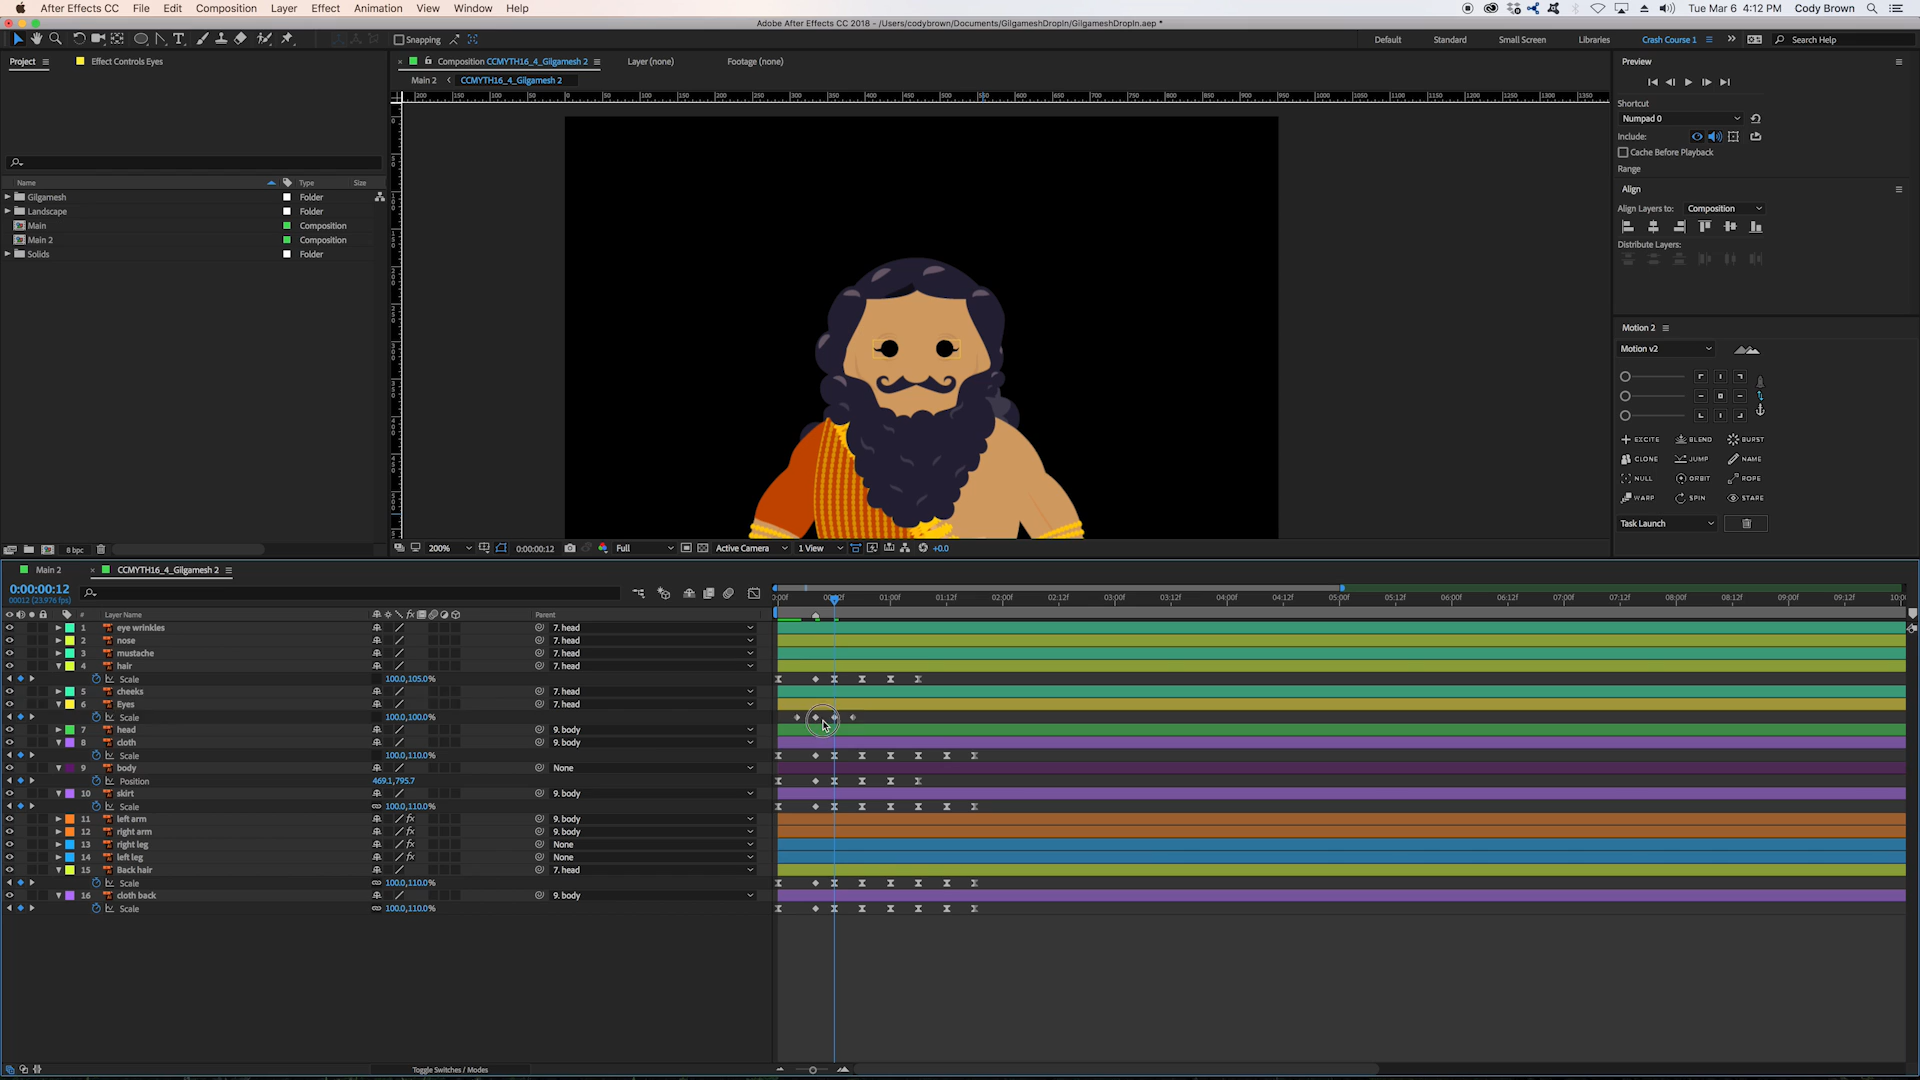 After Effects CC File Edit Composition Layer Effect Animation View Window Help
Tue Mar 6 4:12 PM Cody Brown
Adobe After Effects CC 2018 - /Users/codybrown/Documents/GilgameshDropIn/GilgameshDropIn.aep *
Snapping
Default Standard Small Screen Libraries Crash Course 1 Search Help
Project Effect Controls Eyes
Composition CCMYTH16_4_Gilgamesh 2 Layer (none) Footage (none)
Main 2 CCMYTH16_4_Gilgamesh 2
Name Type Size
Gilgamesh Folder
Landscape Folder
Main Composition
Main 2 Composition
Solids Folder
8 bpc
200% 0:00:00:12 Full Active Camera 1 View +0.0
Preview
Shortcut
Numpad 0
Include:
Cache Before Playback
Range
Align
Align Layers to: Composition
Distribute Layers:
Motion 2
Motion v2
EXCITE BLEND BURST
CLONE JUMP NAME
NULL ORBIT ROPE
WARP SPIN STARE
Task Launch
Main 2 CCMYTH16_4_Gilgamesh 2
0:00:00:12
00012 (23.976 fps)
# Layer Name Parent
01:00f 01:12f 02:00f 02:12f 03:00f 03:12f 04:00f 04:12f 05:00f 05:12f 06:00f 06:12f 07:00f 07:12f 08:00f 08:12f 09:00f 09:12f
1 eye wrinkles 7. head
2 nose 7. head
3 mustache 7. head
4 hair 7. head
Scale 100.0,105.0%
5 cheeks 7. head
6 Eyes 7. head
Scale 100.0,100.0%
7 head 9. body
8 cloth 9. body
Scale 100.0,110.0%
9 body None
Position 469.1,795.7
10 skirt 9. body
Scale 100.0,110.0%
11 left arm 9. body
12 right arm 9. body
13 right leg None
14 left leg None
15 Back hair 7. head
Scale 100.0,110.0%
16 cloth back 9. body
Scale 100.0,110.0%
Toggle Switches / Modes